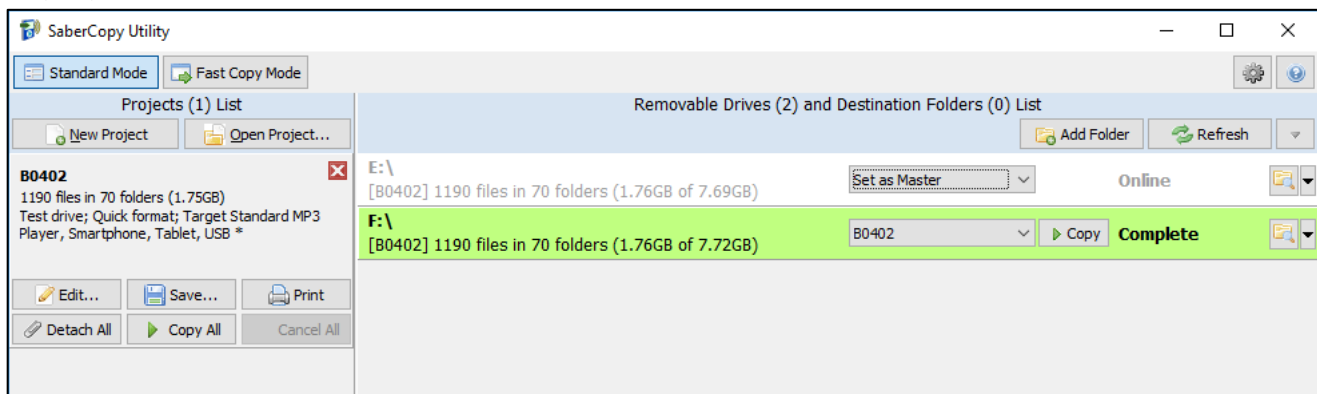 SaberCopy Utility
Standard Mode
Fast Copy Mode
Projects (1) List
New Project
Open Project...
B0402
1190 files in 70 folders (1.75GB)
Test drive; Quick format; Target Standard MP3
Player, Smartphone, Tablet, USB *
Edit...
Save...
Print
Detach All
Copy All
Cancel All
Removable Drives (2) and Destination Folders (0) List
Add Folder
Refresh
E:\
[B0402] 1190 files in 70 folders (1.76GB of 7.69GB)
Set as Master
Online
F:\
[B0402] 1190 files in 70 folders (1.76GB of 7.72GB)
B0402
Copy
Complete